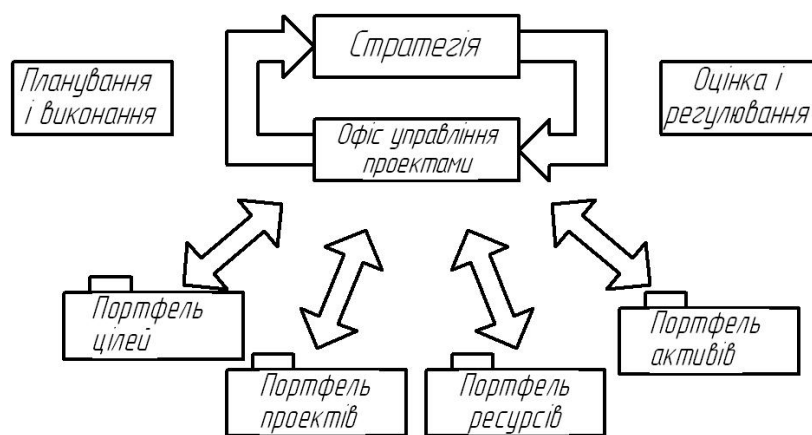 Стратегія
Планування
і виконання
Оцінка і
регулювання
Офіс управління
проектами
Портфель
цілей
Портфель
активів
Портфель
проектів
Портфель
ресурсів